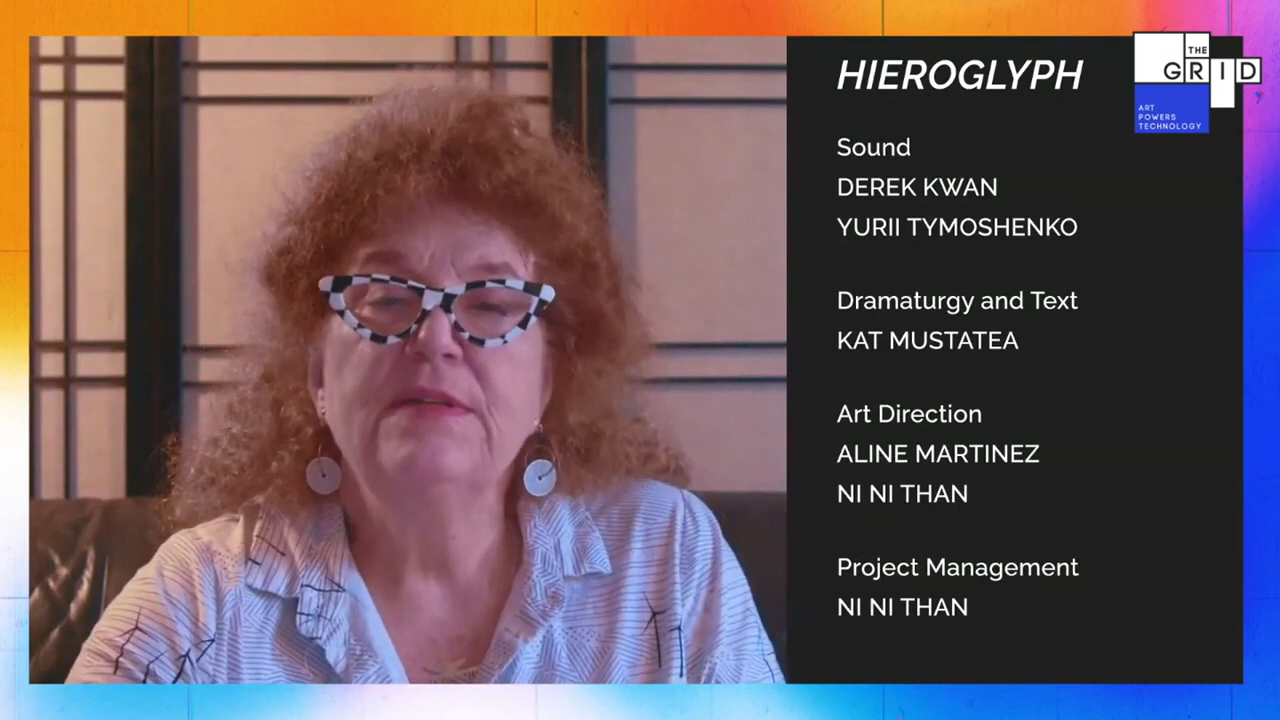 HIEROGLYPH
Sound
DEREK KWAN
YURII TYMOSHENKO
Dramaturgy and Text
KAT MUSTATEA
Art Direction
ALINE MARTINEZ
NI NI THAN
Project Management
NI NI THAN
THE
GRID
ART
POWERS
TECHNOLOGY